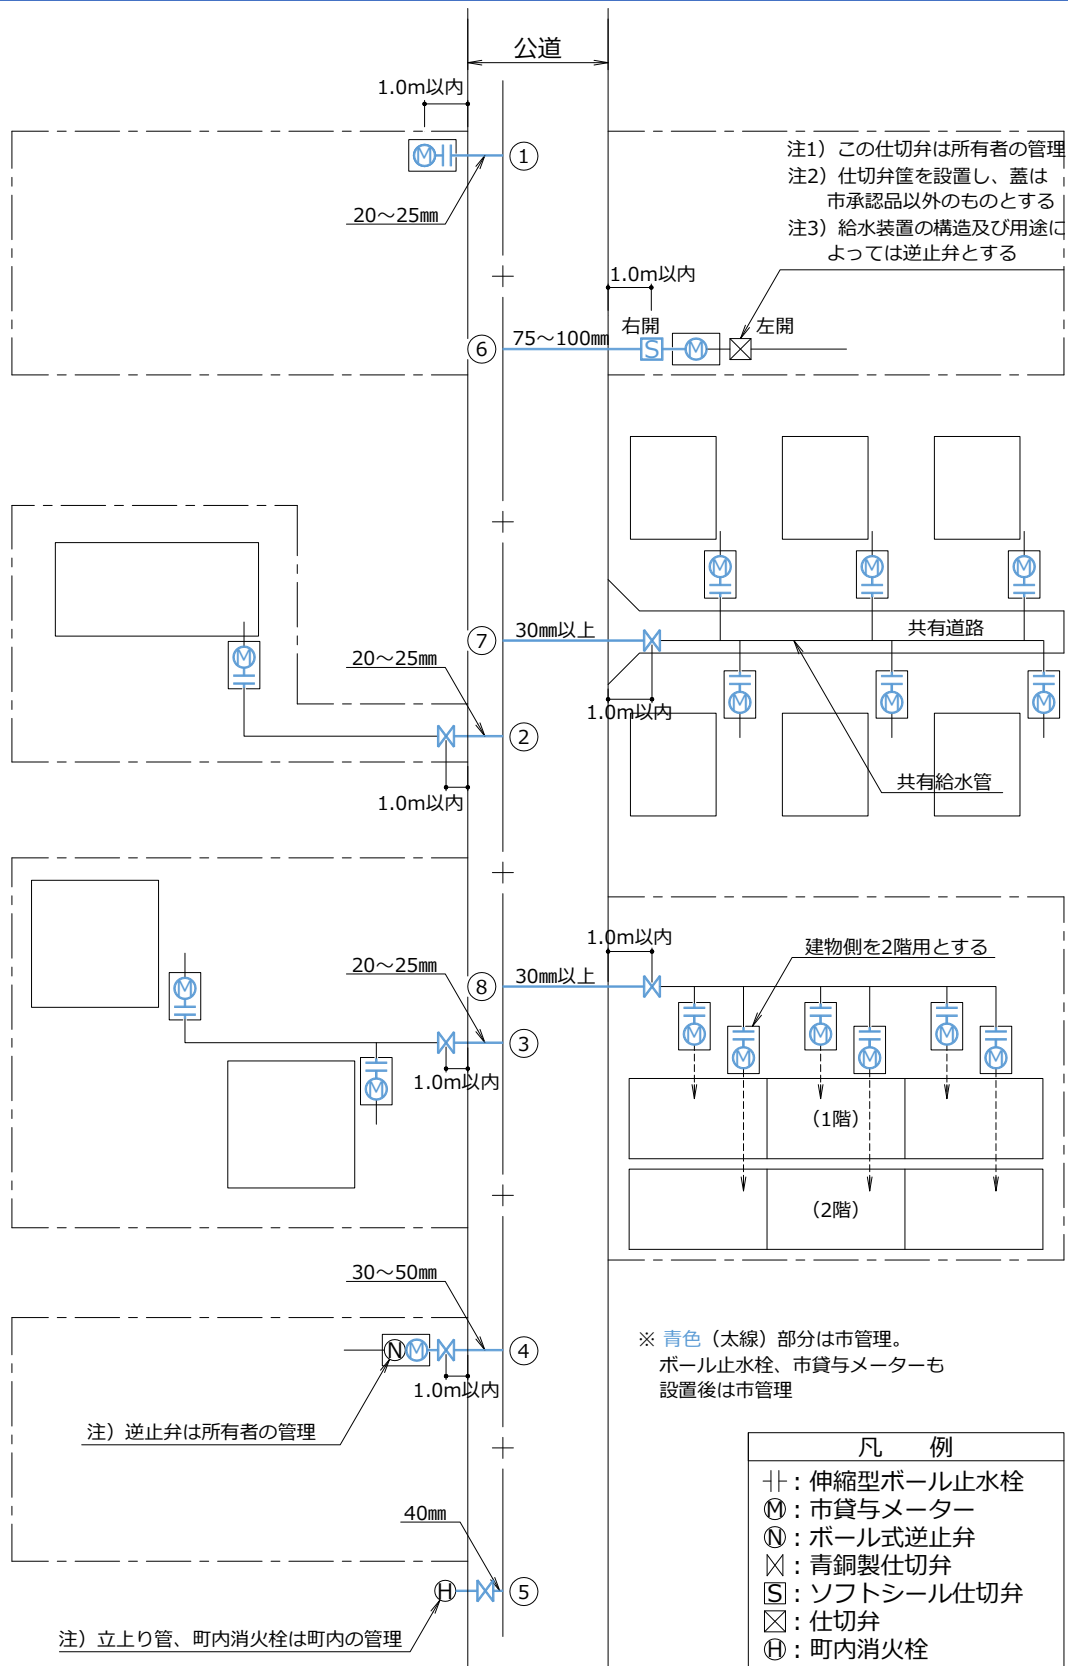 公道
1.0m以内
M
①
20～25㎜
注1）この仕切弁は所有者の管理
注2）仕切弁筐を設置し、蓋は
市承認品以外のものとする
注3）給水装置の構造及び用途に
よっては逆止弁とする
1.0m以内
⑥
75～100㎜
右開
S
M
左開
M
M
M
⑦
30㎜以上
共有道路
M
M
M
1.0m以内
共有給水管
M
20～25㎜
②
1.0m以内
M
20～25㎜
③
M
1.0m以内
1.0m以内
建物側を2階用とする
⑧
30㎜以上
M
M
M
M
M
M
（1階）
（2階）
30～50㎜
N
M
④
1.0m以内
注）逆止弁は所有者の管理
※ 青色（太線）部分は市管理。
ボール止水栓、市貸与メーターも
設置後は市管理
40㎜
H
⑤
注）立上り管、町内消火栓は町内の管理
凡　例
：伸縮型ボール止水栓
M：市貸与メーター
N：ボール式逆止弁
：青銅製仕切弁
S：ソフトシール仕切弁
：仕切弁
H：町内消火栓